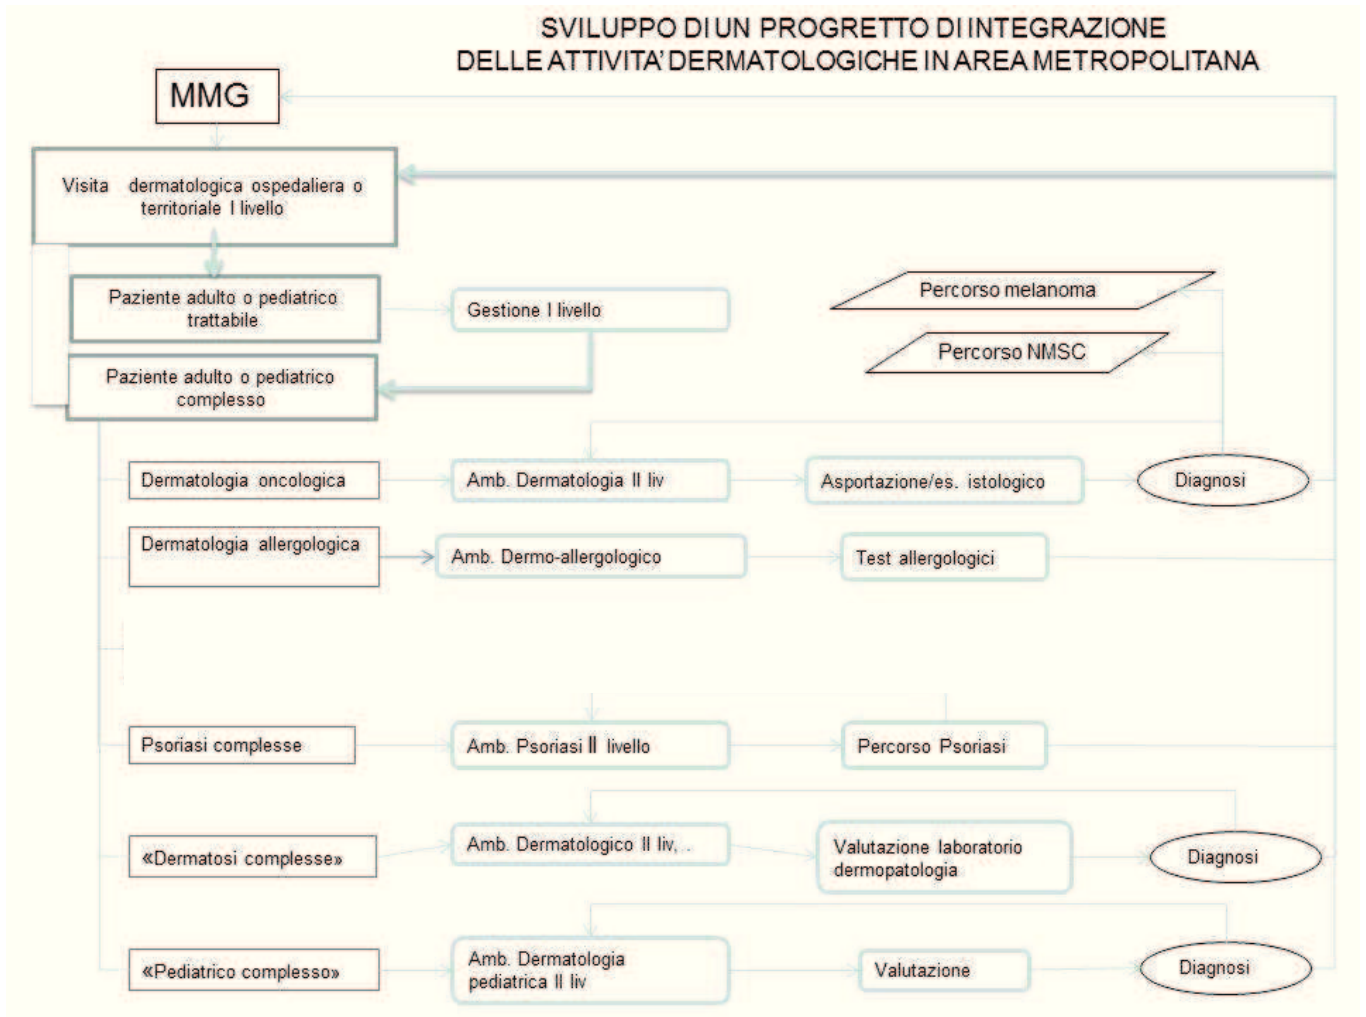 SVILUPPO DI UN PROGRETTO DI INTEGRAZIONE
DELLE ATTIVITA' DERMATOLOGICHE IN AREA METROPOLITANA
MMG
Visita dermatologica ospedaliera o
territoriale I livello
Paziente adulto o pediatrico
trattabile
Gestione I livello
Percorso melanoma
Percorso NMSC
Paziente adulto o pediatrico
complesso
Dermatologia oncologica
Amb. Dermatologia II liv
Asportazione/es. istologico
Diagnosi
Dermatologia allergologica
Amb. Dermo-allergologico
Test allergologici
Psoriasi complesse
Amb. Psoriasi II livello
Percorso Psoriasi
«Dermatosi complesse»
Amb. Dermatologico II liv, .
Valutazione laboratorio
dermopatologia
Diagnosi
«Pediatrico complesso»
Amb. Dermatologia
pediatrica II liv
Valutazione
Diagnosi